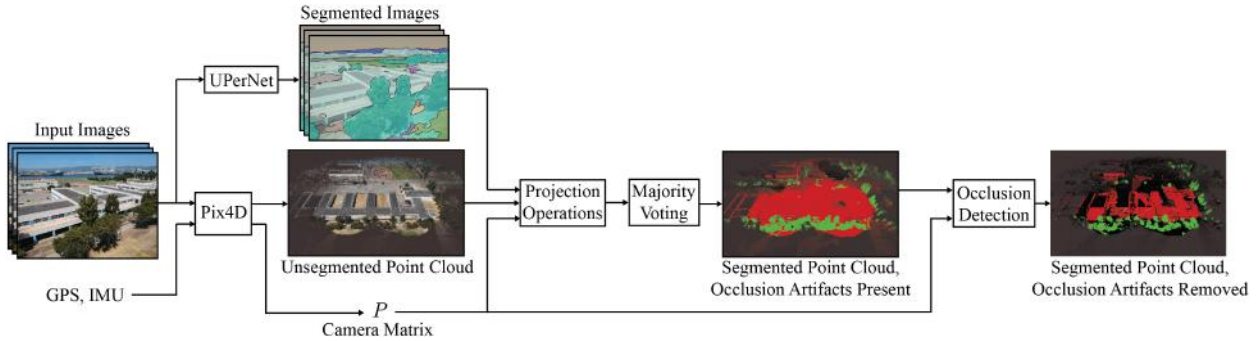 Segmented Images
UPerNet
Input Images
Pix4D
Projection
Operations
Majority
Voting
Occlusion
Detection
Unsegmented Point Cloud
Segmented Point Cloud,
Occlusion Artifacts Present
Segmented Point Cloud,
Occlusion Artifacts Removed
GPS, IMU
P
Camera Matrix